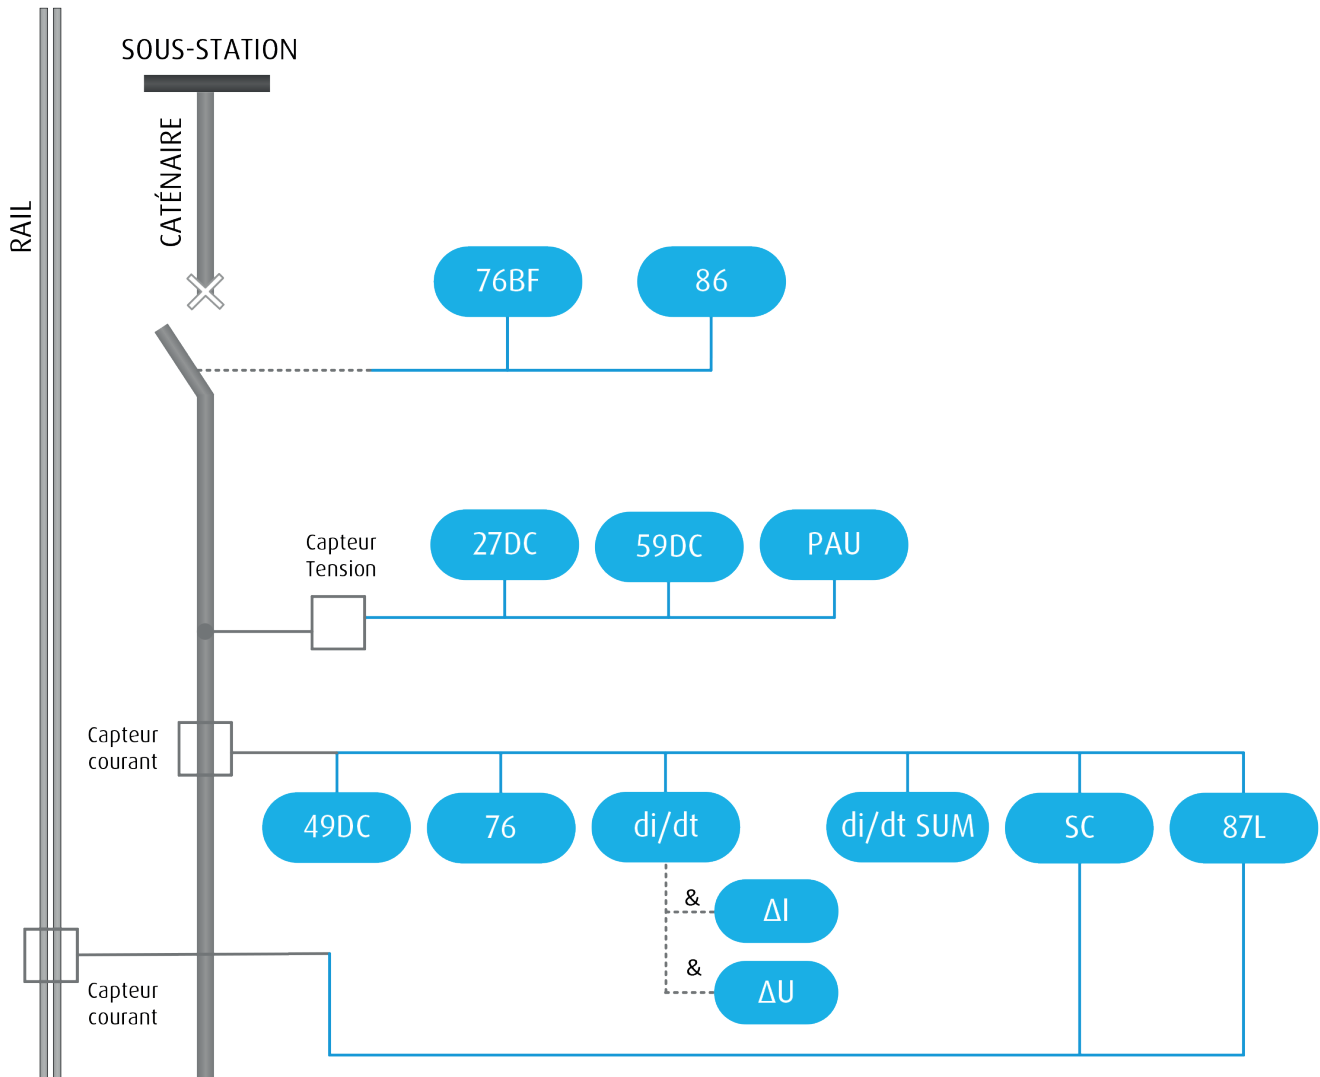 SOUS-STATION
CATÉNAIRE
RAIL
76BF
86
Capteur
Tension
27DC
59DC
PAU
Capteur
courant
49DC
76
di/dt
di/dt SUM
SC
87L
&
ΔI
&
ΔU
Capteur
courant